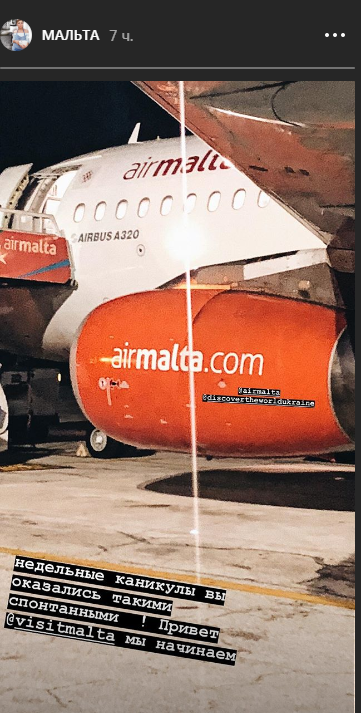 МАЛЬТА 7 ч.
airmalta
AIRBUS A320
airmalta
airmalta.com
@airmalta
@discovertheworldukraine
недельные каникулы вы
оказались такими
спонтанными ! Привет
@visitmalta мы начинаем